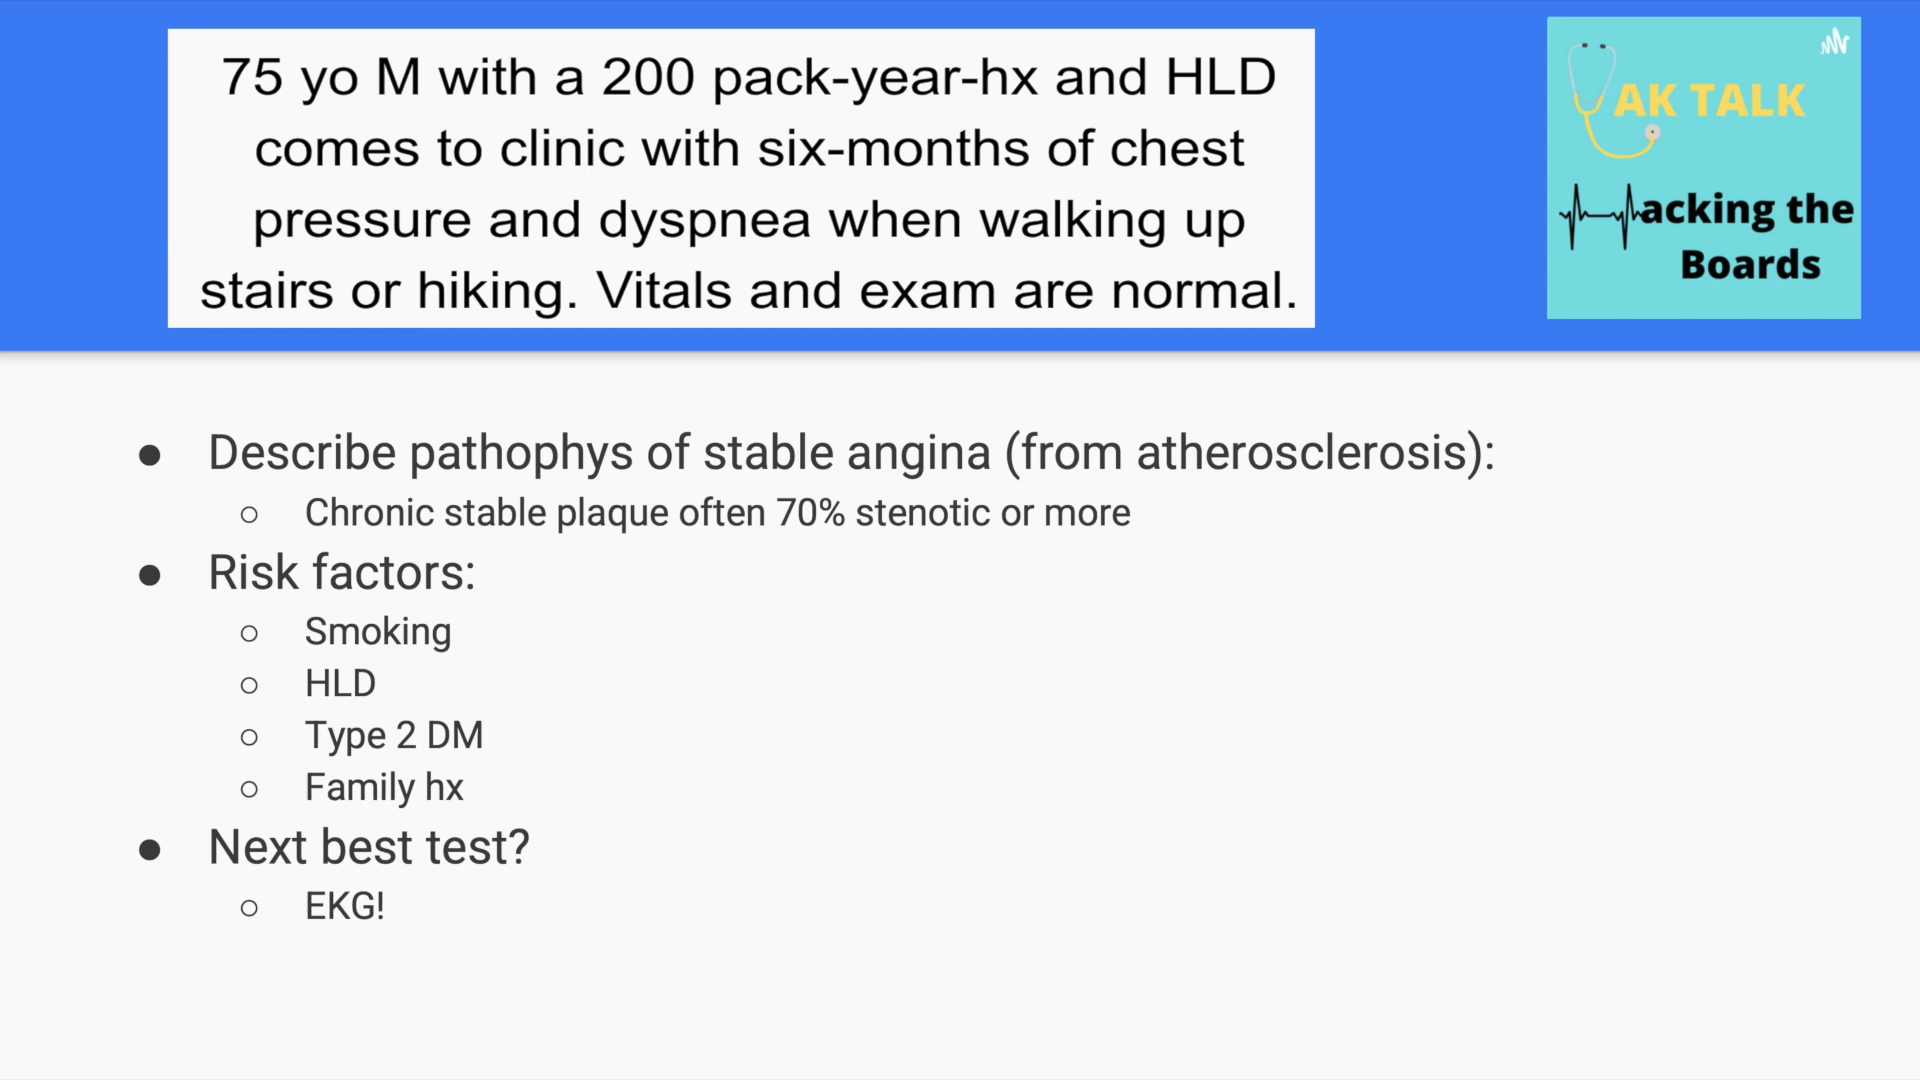 75 yo M with a 200 pack-year-hx and HLD
comes to clinic with six-months of chest
pressure and dyspnea when walking up
stairs or hiking. Vitals and exam are normal.
AK TALK
acking the
Boards
● Describe pathophys of stable angina (from atherosclerosis):
○ Chronic stable plaque often 70% stenotic or more
● Risk factors:
○ Smoking
○ HLD
○ Type 2 DM
○ Family hx
● Next best test?
○ EKG!